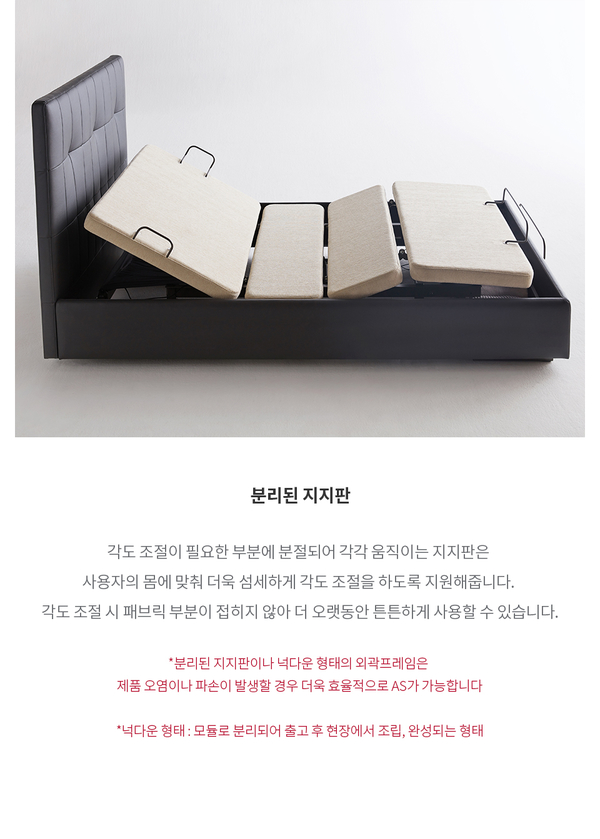 분리된 지지판
각도 조절이 필요한 부분에 분절되어 각각 움직이는 지지판은
사용자의 몸에 맞춰 더욱 섬세하게 각도 조절을 하도록 지원해줍니다.
각도 조절 시 패브릭 부분이 접히지 않아 더 오랫동안 튼튼하게 사용할 수 있습니다.
*분리된 지지판이나 넉다운 형태의 외곽프레임은
제품 오염이나 파손이 발생할 경우 더욱 효율적으로 AS가 가능합니다
*넉다운 형태 : 모듈로 분리되어 출고 후 현장에서 조립, 완성되는 형태